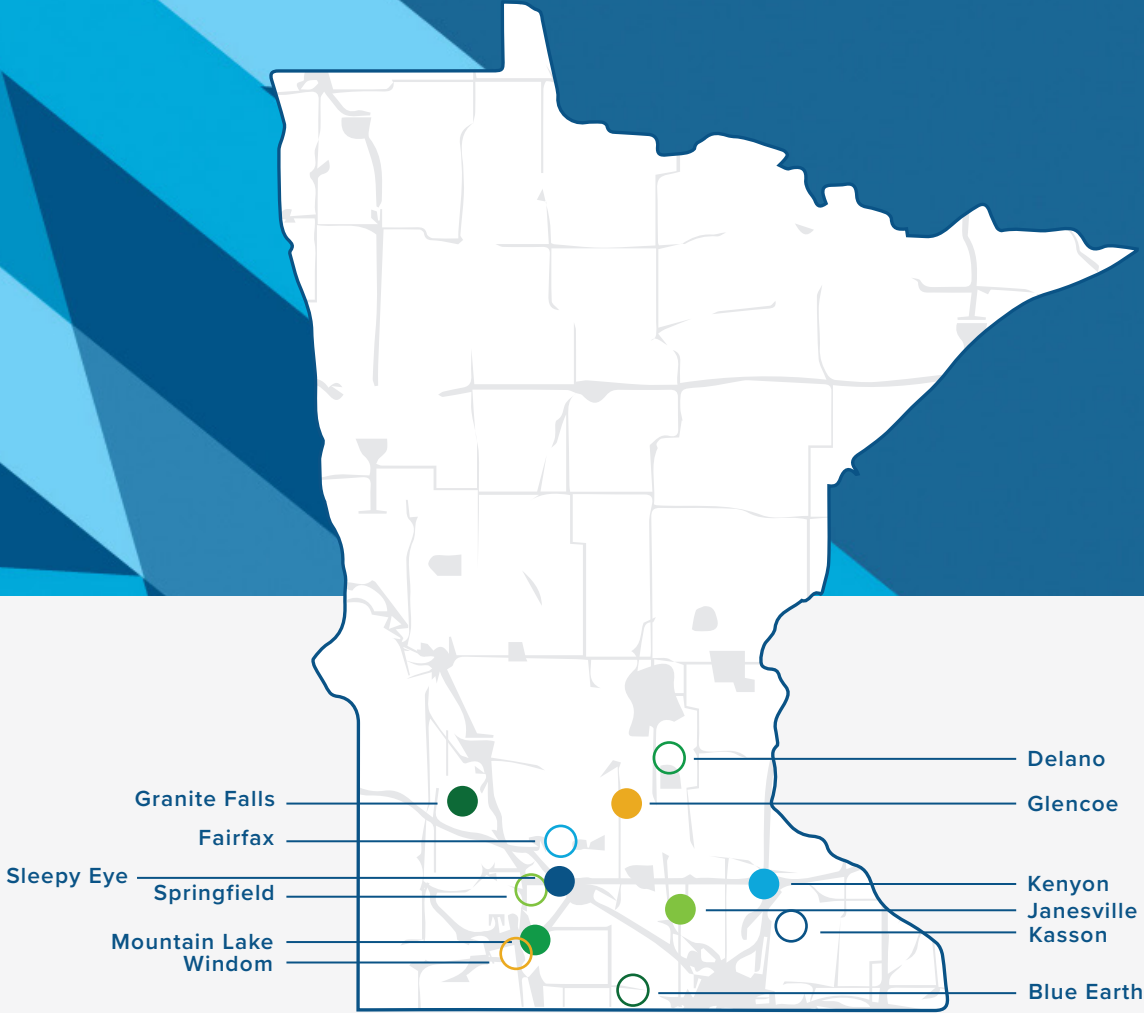 Delano
Granite Falls
Glencoe
Fairfax
Sleepy Eye
Springfield
Kenyon
Janesville
Kasson
Mountain Lake
Windom
Blue Earth